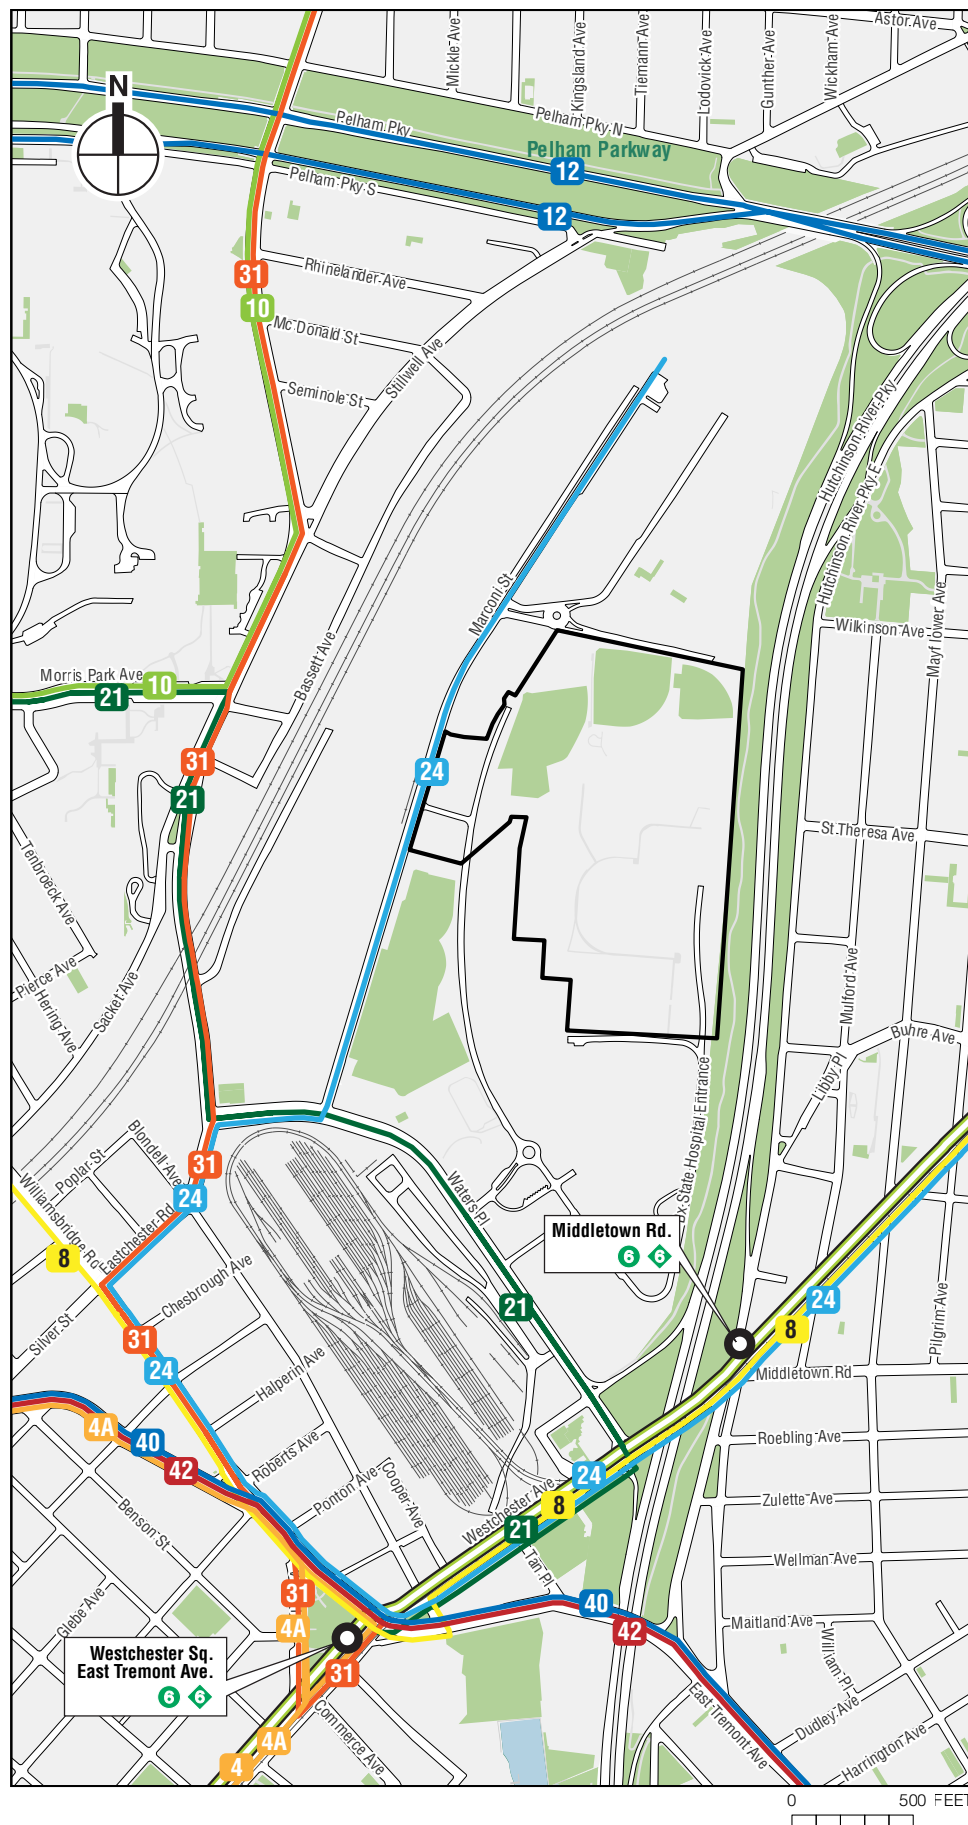 Astor Ave
Mickle Ave
Kingsland Ave
Tiemann Ave
Lodovick Ave
Gunther Ave
Wickham Ave
N
Pelham Pky
Pelham Pky N
Pelham Parkway
12
Pelham Pky S
12
31
Rhinelander Ave
10
Mc Donald St
Stillwell Ave
Seminole St
Hutchinson River Pky
Hutchinson River Pky E
Marconi St
Wilkinson Ave
Mayflower Ave
Bassett Ave
Morris Park Ave
10
21
31
24
21
St Theresa Ave
Tenbroeck Ave
Pierce Ave
Hering Ave
Sacket Ave
Mulford Ave
Buhre Ave
Libby Pl
Bx State Hospital Entrance
Blondell Ave
Poplar St
31
24
Waters Pl
Williamsbridge Rd
Eastchester Rd
8
Middletown Rd.
6 6
Chesbrough Ave
21
24
8
Silver St
31
24
Pilgrim Ave
Middletown Rd
Halperin Ave
4A
40
42
Roebling Ave
Roberts Ave
Ponton Ave
Cooper Ave
Westchester Ave
24
8
21
Zulette Ave
Benson St
Tan Pl
Wellman Ave
Glebe Ave
31
4A
40
42
Maitland Ave
William Pl
Westchester Sq.
East Tremont Ave.
6 6
31
East Tremont Ave
Dudley Ave
Harrington Ave
Commerce Ave
4A
4
0 500 FEET